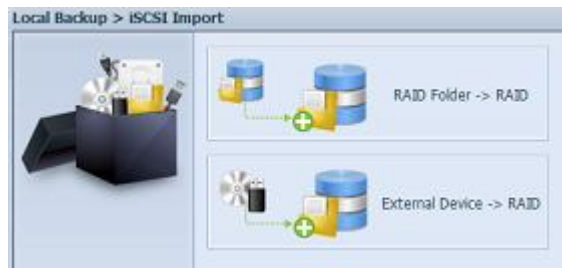 Local Backup > iSCSI Import
RAID Folder -> RAID
External Device -> RAID